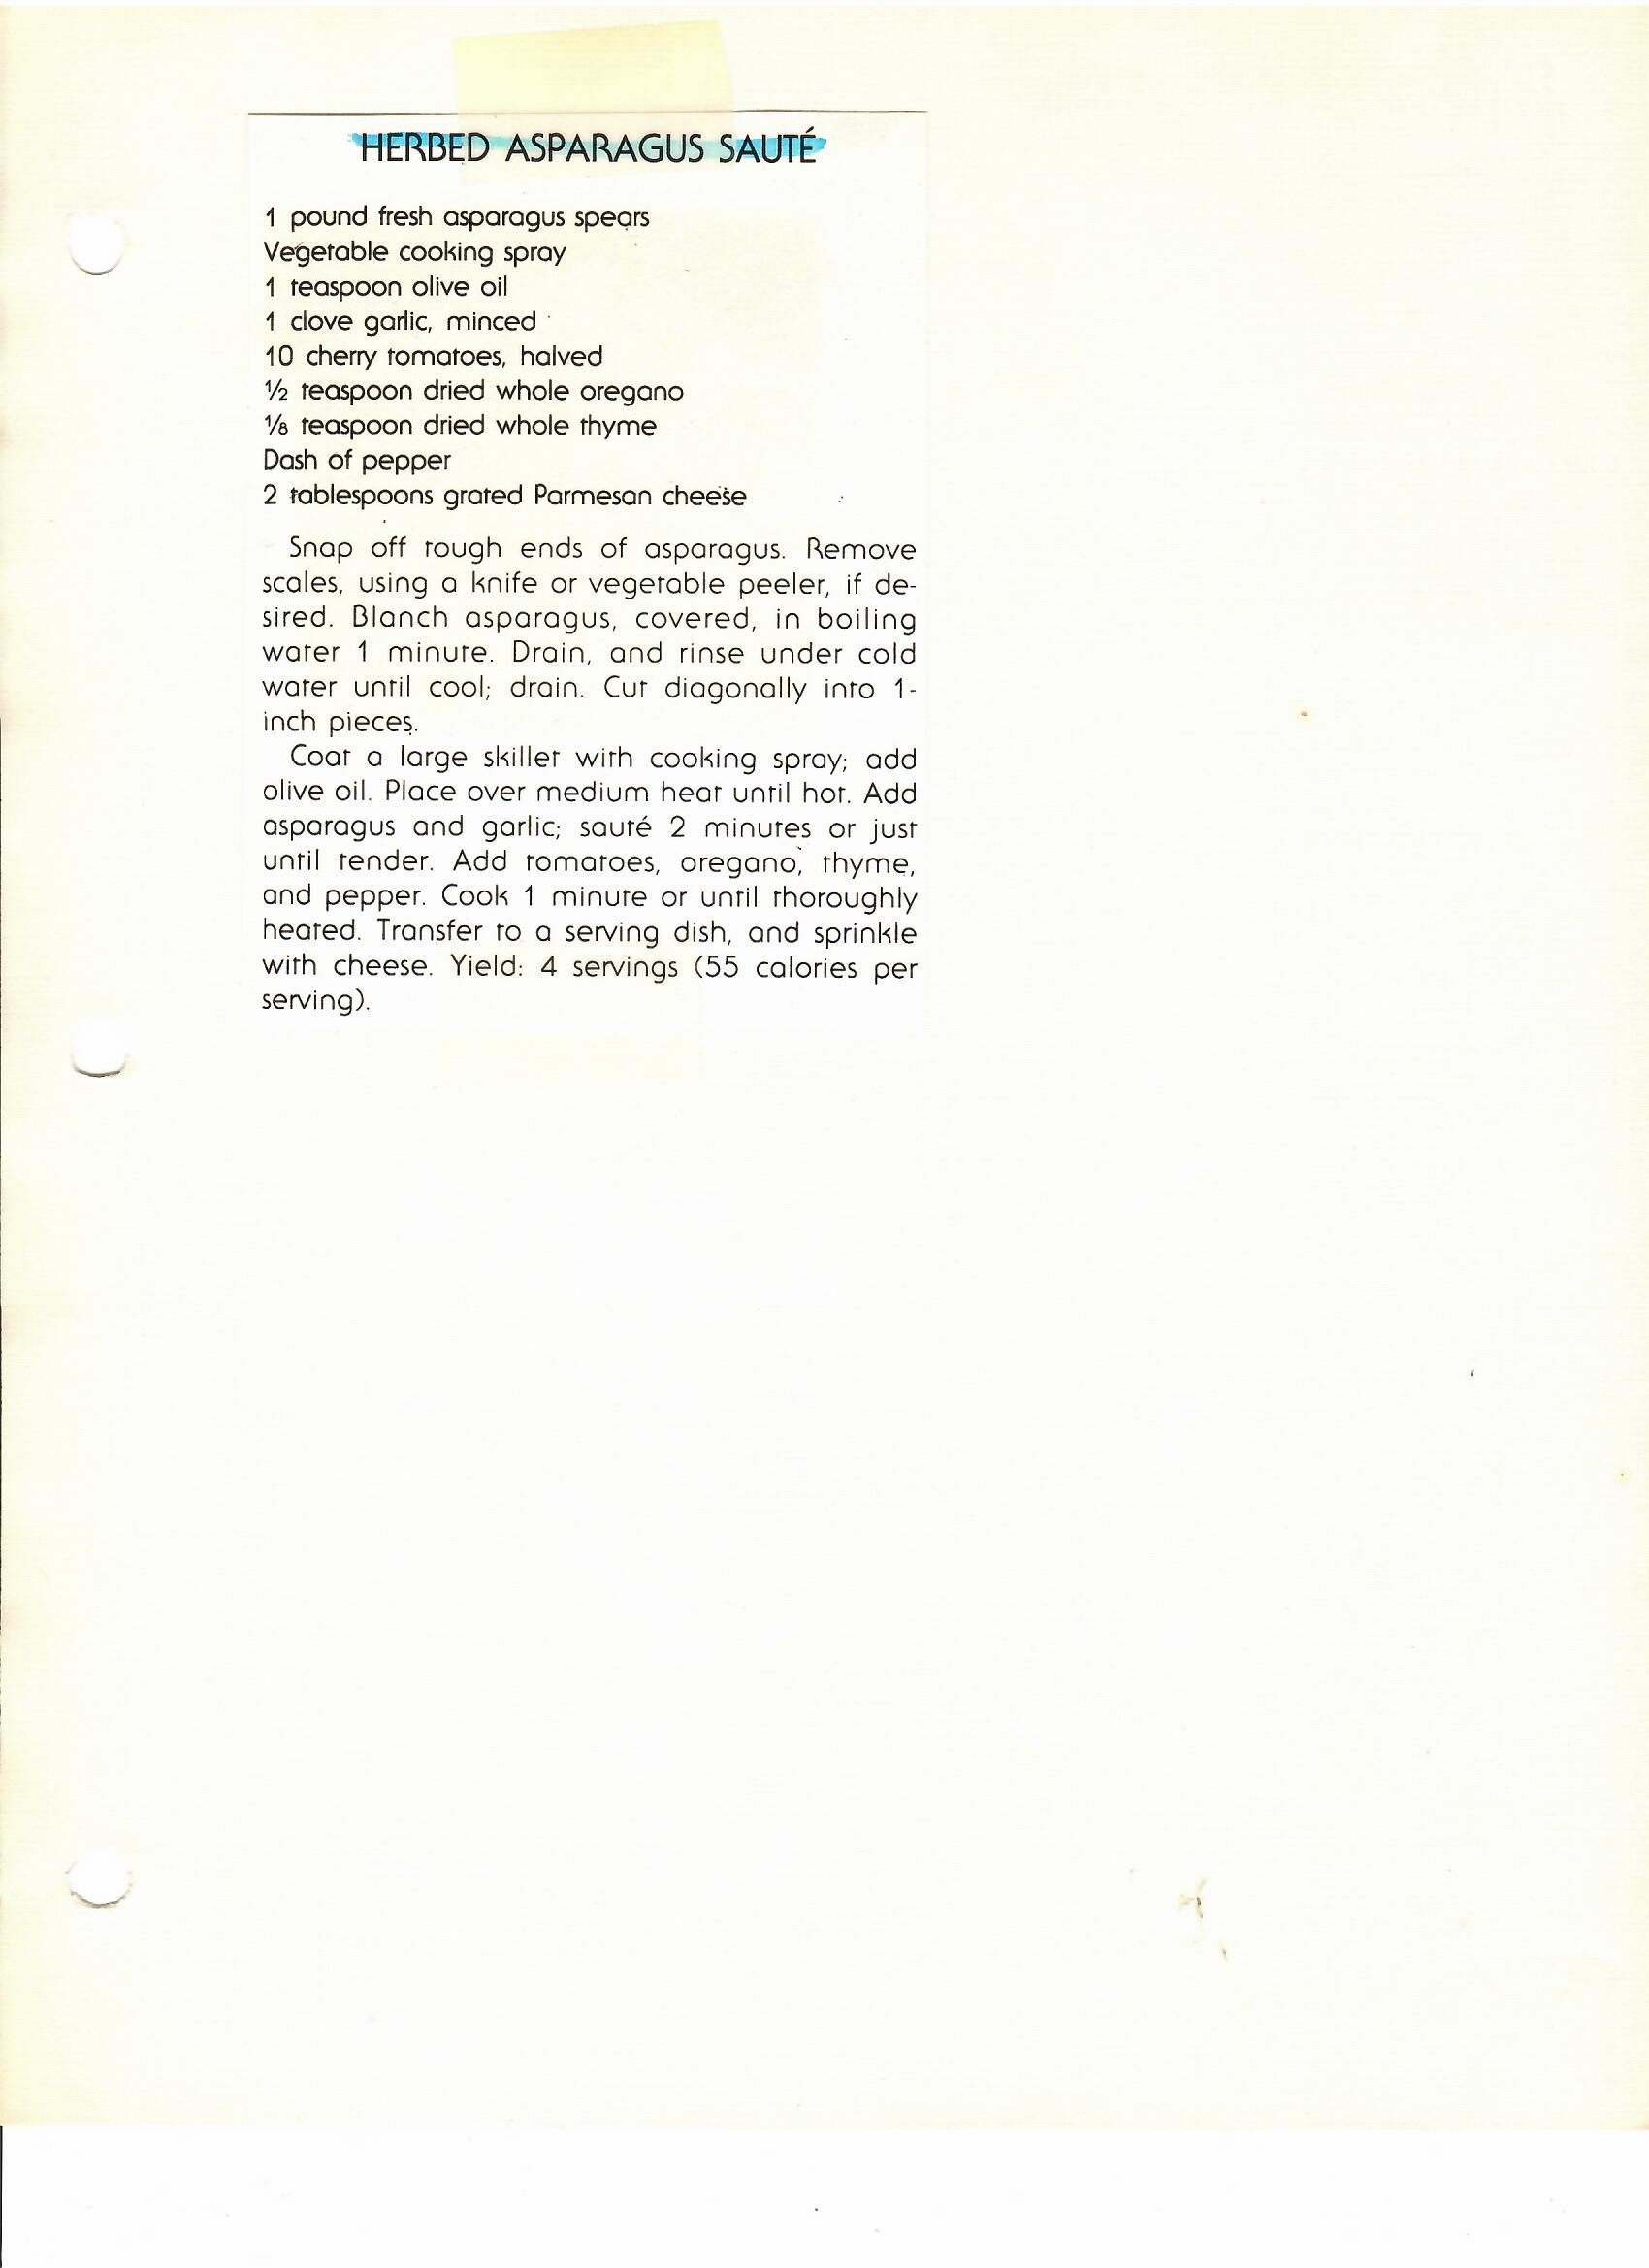 HERBED ASPARAGUS SAUTÉ
1 pound fresh asparagus spears
Vegetable cooking spray
1 teaspoon olive oil
1 clove garlic, minced
10 cherry tomatoes, halved
½ teaspoon dried whole oregano
⅛ teaspoon dried whole thyme
Dash of pepper
2 tablespoons grated Parmesan cheese
Snap off tough ends of asparagus. Remove
scales, using a knife or vegetable peeler, if de-
sired. Blanch asparagus, covered, in boiling
water 1 minute. Drain, and rinse under cold
water until cool; drain. Cut diagonally into 1-
inch pieces.
Coat a large skillet with cooking spray; add
olive oil. Place over medium heat until hot. Add
asparagus and garlic; sauté 2 minutes or just
until tender. Add tomatoes, oregano, thyme,
and pepper. Cook 1 minute or until thoroughly
heated. Transfer to a serving dish, and sprinkle
with cheese. Yield: 4 servings (55 calories per
serving).